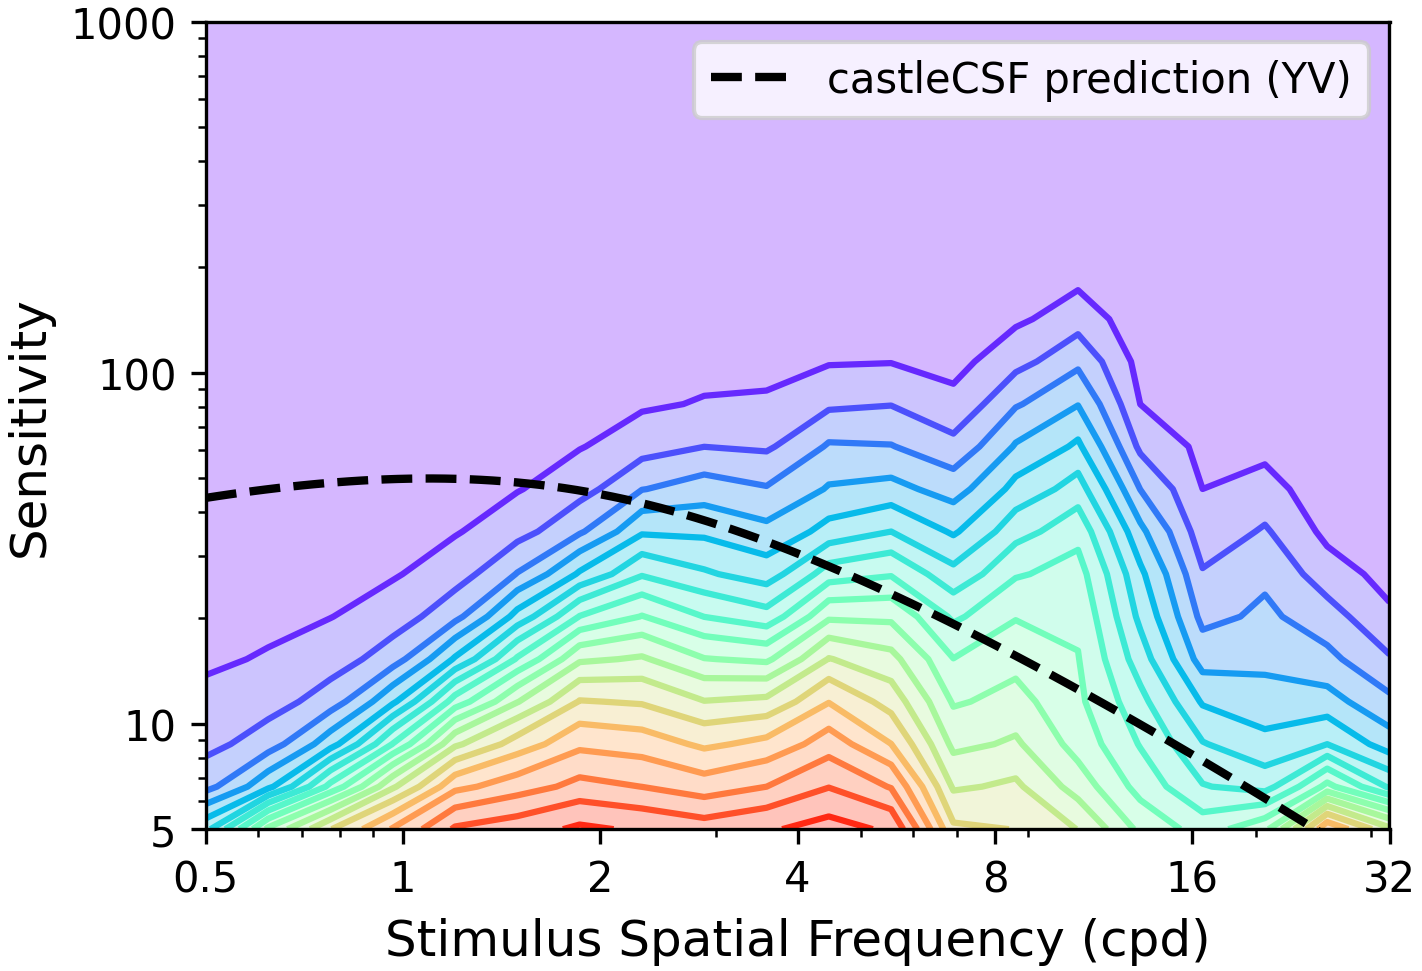 1000
castleCSF prediction (YV)
100
Sensitivity
10
5
0.5 1 2 4 8 16 32
Stimulus Spatial Frequency (cpd)